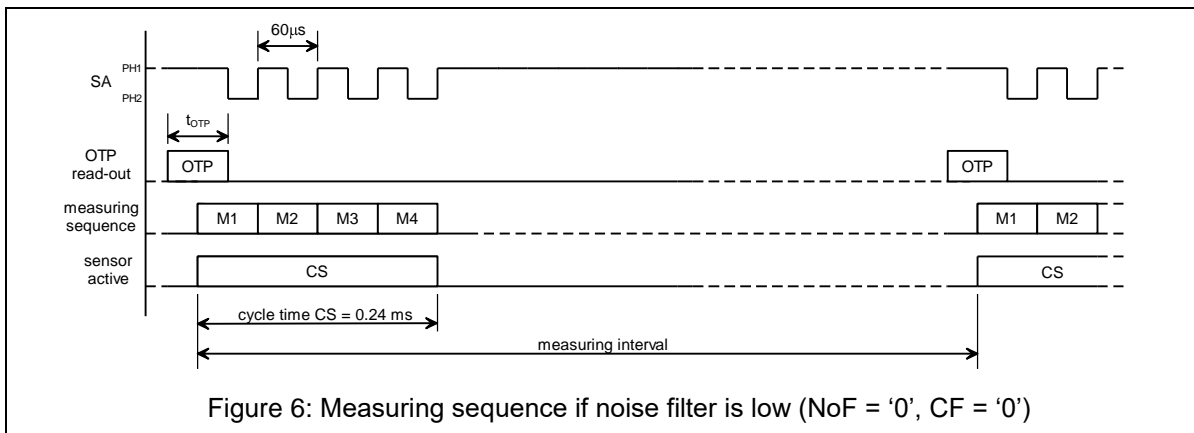 60μs
SA
PH1
PH2
tOTP
OTP
read-out
OTP
OTP
measuring
sequence
M1 M2 M3 M4
M1 M2
sensor
active
CS
CS
cycle time CS = 0.24 ms
measuring interval
Figure 6: Measuring sequence if noise filter is low (NoF = ‘0’, CF = ‘0’)